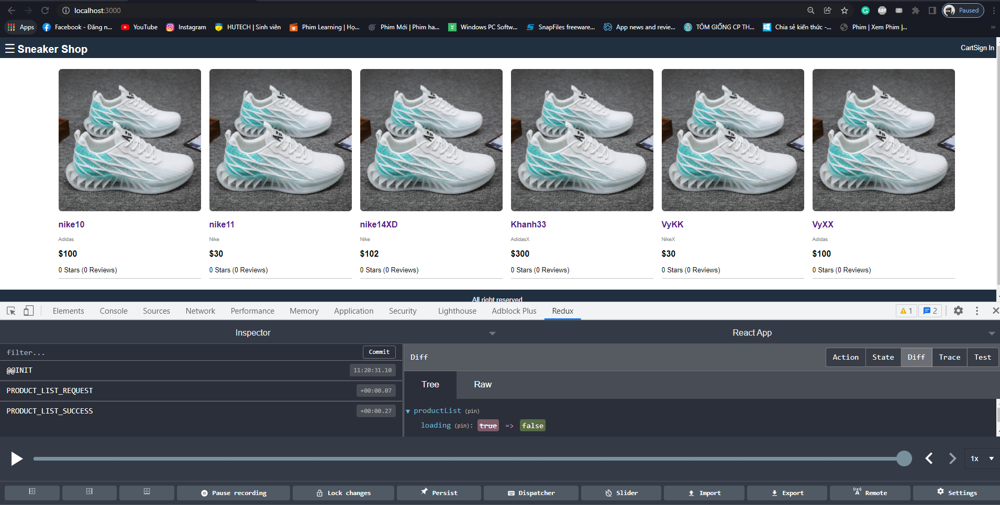 localhost:3000
ABP
Paused
Apps
Facebook - Đăng n...
YouTube
Instagram
HUTECH | Sinh viên
Phim Learning | Họ...
Phim Mới | Phim ha...
Windows PC Softw...
SnapFiles freeware...
App news and revie...
TÔM GIỐNG CP TH...
Chia sẻ kiến thức -...
Phim | Xem Phim |...
»
☰ Sneaker Shop
CartSign In
nike10
Adidas
$100
0 Stars (0 Reviews)
nike11
Nike
$30
0 Stars (0 Reviews)
nike14XD
Nike
$102
0 Stars (0 Reviews)
Khanh33
AdidasX
$300
0 Stars (0 Reviews)
VyKK
NikeX
$30
0 Stars (0 Reviews)
VyXX
Adidas
$100
0 Stars (0 Reviews)
All right reserved
Elements Console Sources Network Performance Memory Application Security Lighthouse Adblock Plus Redux
1
2
Inspector
React App
filter...
Commit
@@INIT
11:20:31.10
PRODUCT_LIST_REQUEST
+00:00.07
PRODUCT_LIST_SUCCESS
+00:00.27
Diff
Action State Diff Trace Test
Tree
Raw
productList (pin)
loading (pin): true => false
1x
Pause recording
Lock changes
Persist
Dispatcher
Slider
Import
Export
Remote
Settings